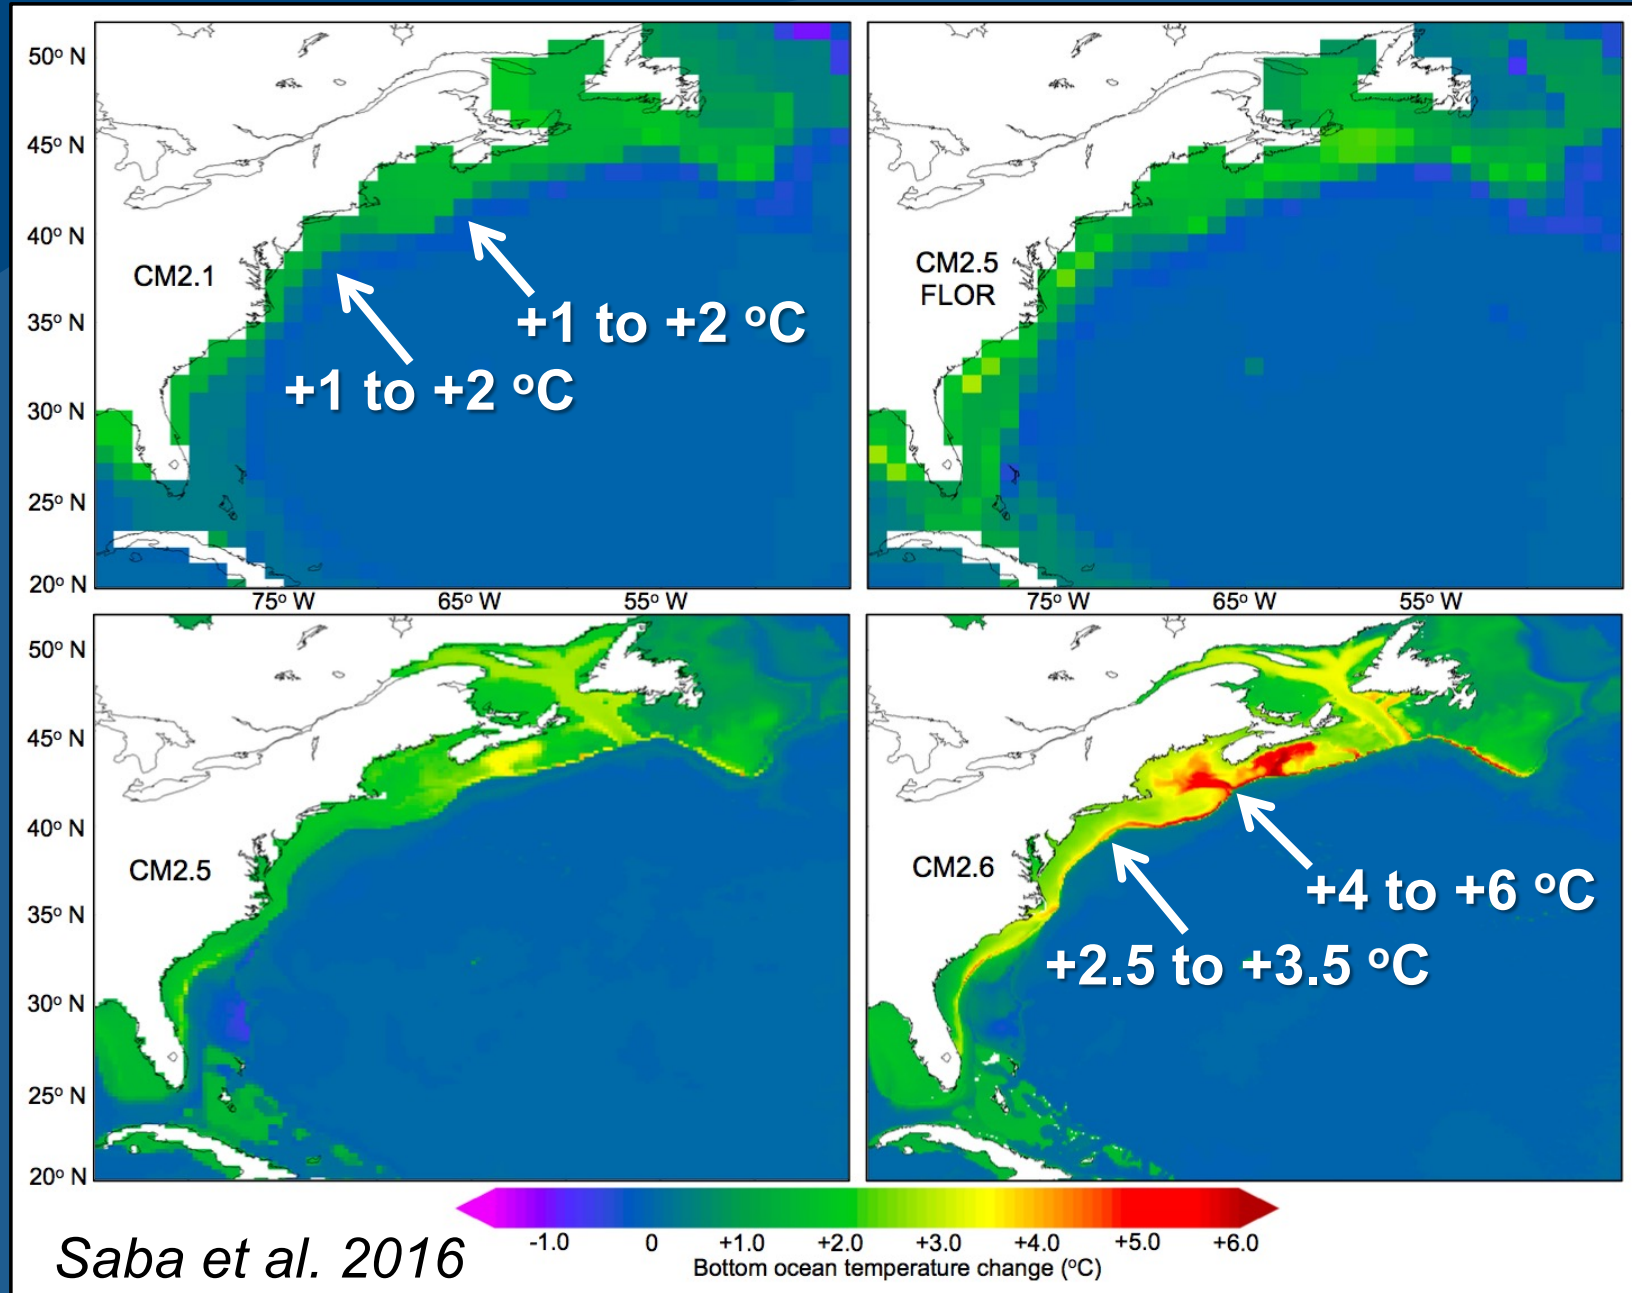 50° N
45° N
40° N
35° N
30° N
25° N
20° N
CM2.1
+1 to +2 °C
+1 to +2 °C
CM2.5
FLOR
75° W
65° W
55° W
75° W
65° W
55° W
50° N
45° N
40° N
35° N
30° N
25° N
20° N
CM2.5
CM2.6
+4 to +6 °C
+2.5 to +3.5 °C
-1.0
0
+1.0
+2.0
+3.0
+4.0
+5.0
+6.0
Bottom ocean temperature change (°C)
Saba et al. 2016